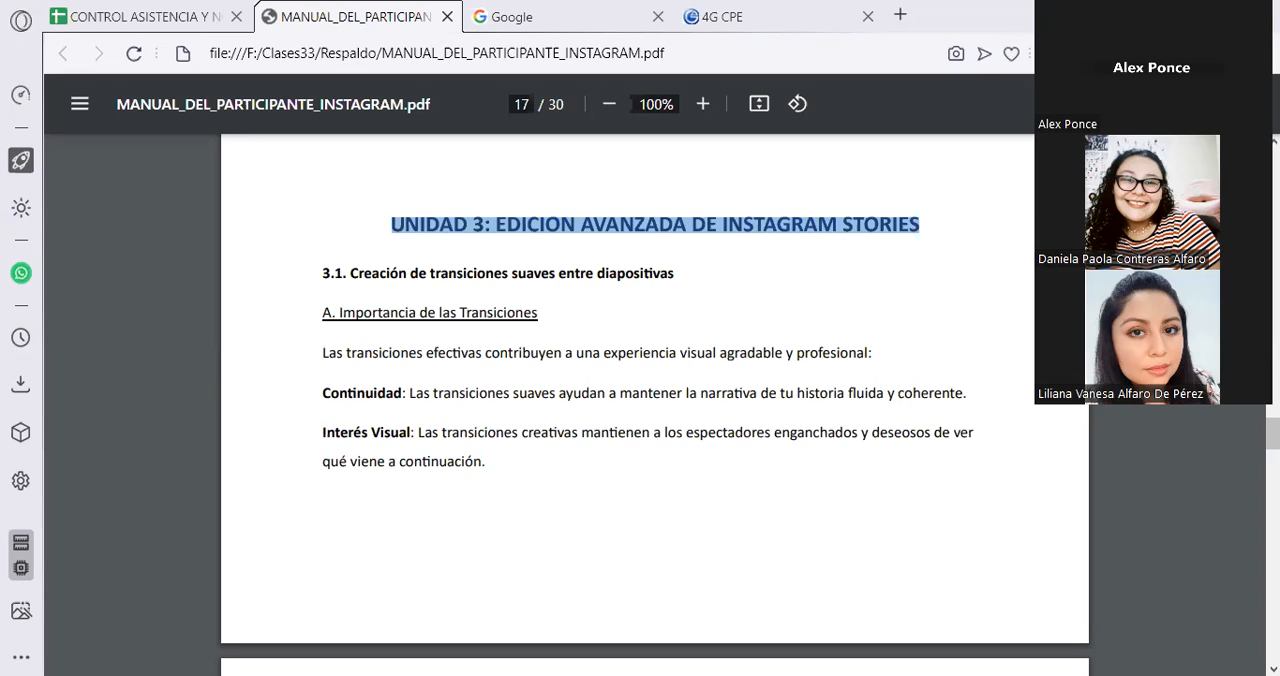 CONTROL ASISTENCIA Y N
MANUAL_DEL_PARTICIPAN
Google
4G CPE
file:///F:/Clases33/Respaldo/MANUAL_DEL_PARTICIPANTE_INSTAGRAM.pdf
MANUAL_DEL_PARTICIPANTE_INSTAGRAM.pdf
17 / 30
100%
UNIDAD 3: EDICION AVANZADA DE INSTAGRAM STORIES
3.1. Creación de transiciones suaves entre diapositivas
A. Importancia de las Transiciones
Las transiciones efectivas contribuyen a una experiencia visual agradable y profesional:
Continuidad: Las transiciones suaves ayudan a mantener la narrativa de tu historia fluida y coherente.
Interés Visual: Las transiciones creativas mantienen a los espectadores enganchados y deseosos de ver
qué viene a continuación.
Alex Ponce
Alex Ponce
Daniela Paola Contreras Alfaro
Liliana Vanesa Alfaro De Pérez